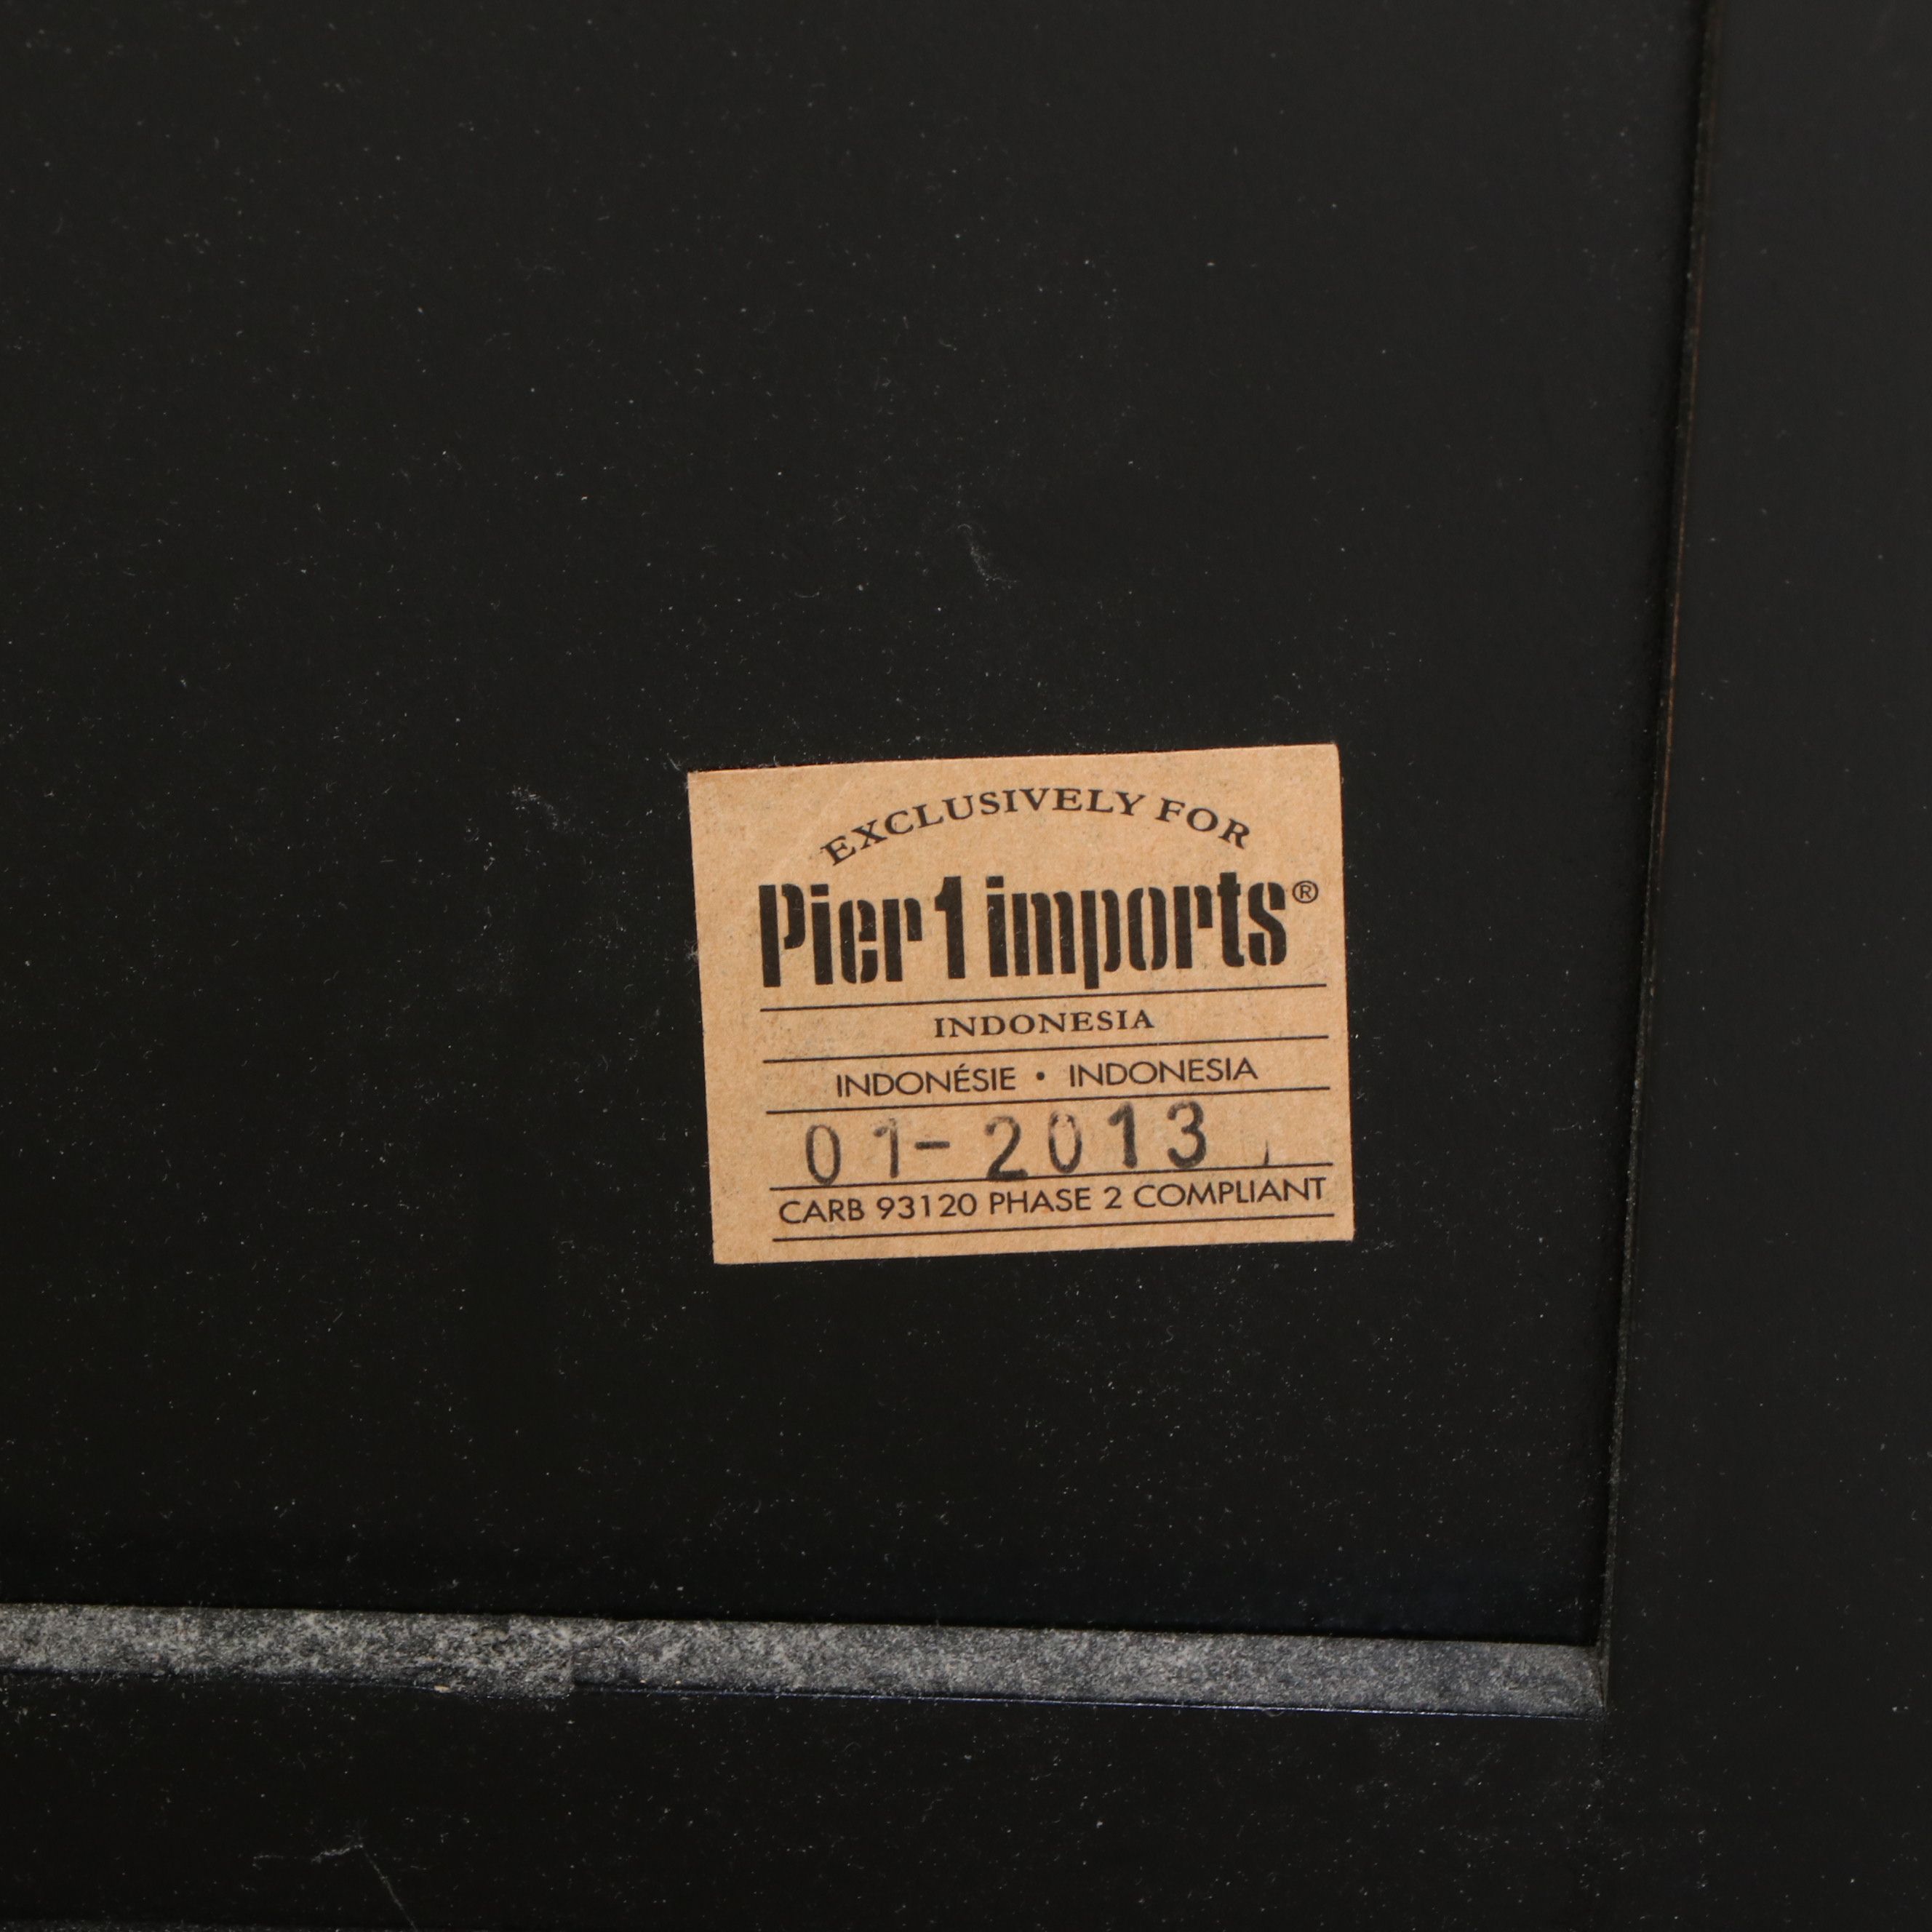 EXCLUSIVELY FOR
Pier 1 imports®
INDONESIA
INDONÉSIE • INDONESIA
01-2013
CARB 93120 PHASE 2 COMPLIANT